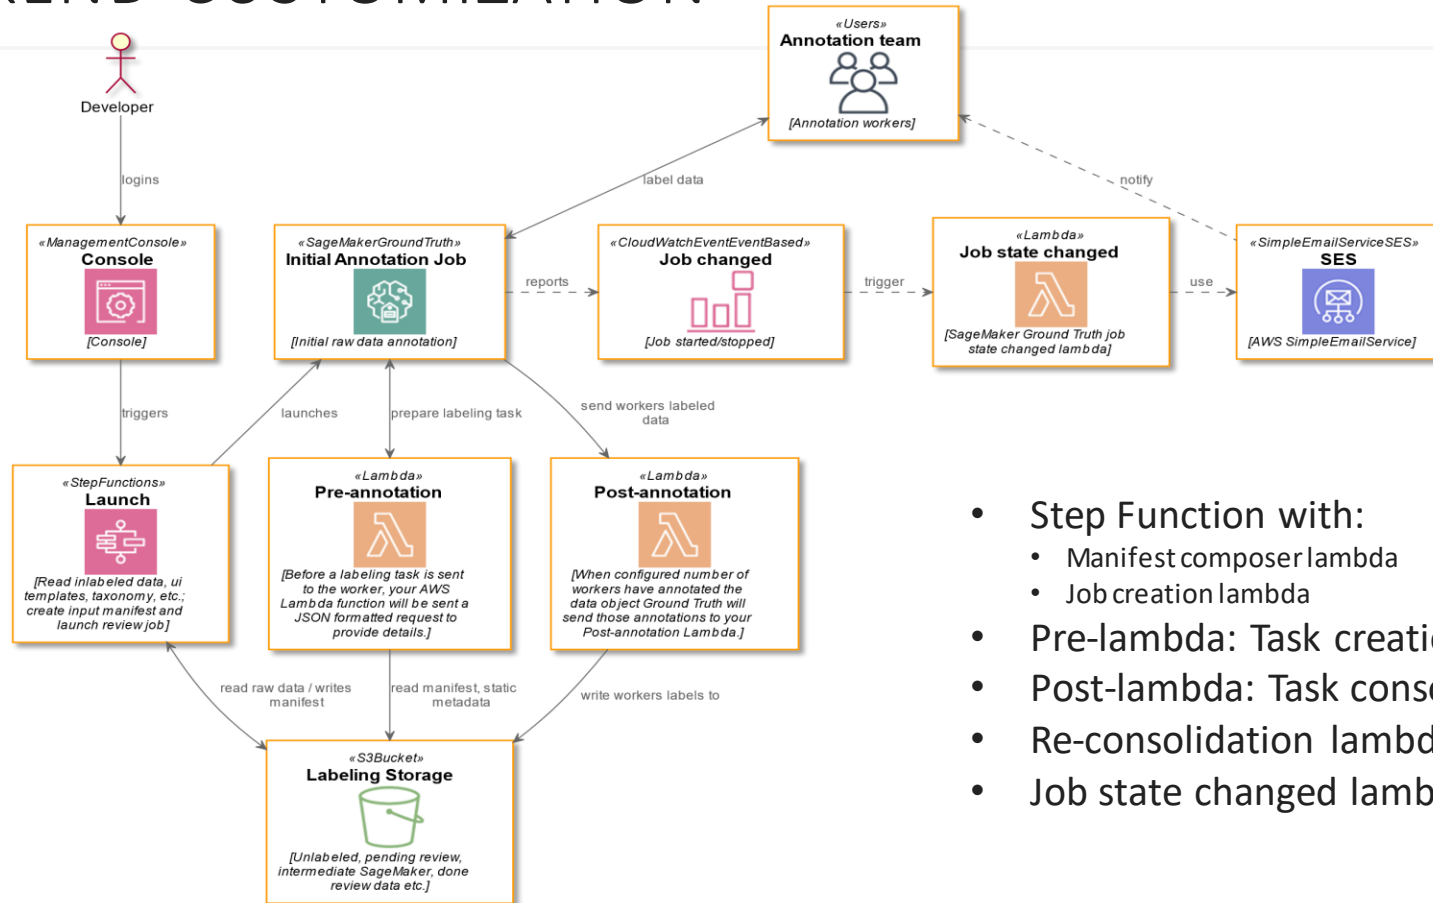 CUSTOMIZATION
Developer
«Users»
Annotation team
[Annotation workers]
logins
label data
notify
«ManagementConsole»
Console
[Console]
«SageMakerGroundTruth»
Initial Annotation Job
[Initial raw data annotation]
reports
«CloudWatchEventEventBased»
Job changed
[Job started/stopped]
trigger
«Lambda»
Job state changed
[SageMaker Ground Truth job
state changed lambda]
use
«SimpleEmailServiceSES»
SES
[AWS SimpleEmailService]
triggers
launches
prepare labeling task
send workers labeled
data
«StepFunctions»
Launch
[Read inlabeled data, ui
templates, taxonomy, etc.;
create input manifest and
launch review job]
«Lambda»
Pre-annotation
[Before a labeling task is sent
to the worker, your AWS
Lambda function will be sent a
JSON formatted request to
provide details.]
«Lambda»
Post-annotation
[When configured number of
workers have annotated the
data object Ground Truth will
send those annotations to your
Post-annotation Lambda.]
read raw data / writes
manifest
read manifest, static
metadata
write workers labels to
«S3Bucket»
Labeling Storage
[Unlabeled, pending review,
intermediate SageMaker, done
review data etc.]
• Step Function with:
• Manifest composer lambda
• Job creation lambda
• Pre-lambda: Task
• Post-lambda: Task
• Re-consolidation
• Job state changed